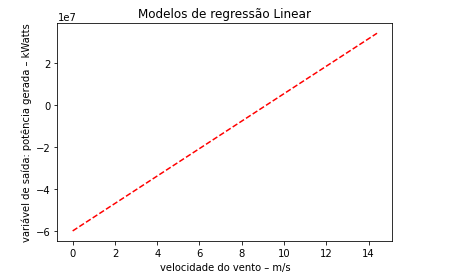 Modelos de regressão Linear
1e7
variável de saída: potência gerada – kWatts
2
0
−2
−4
−6
0 2 4 6 8 10 12 14
velocidade do vento – m/s